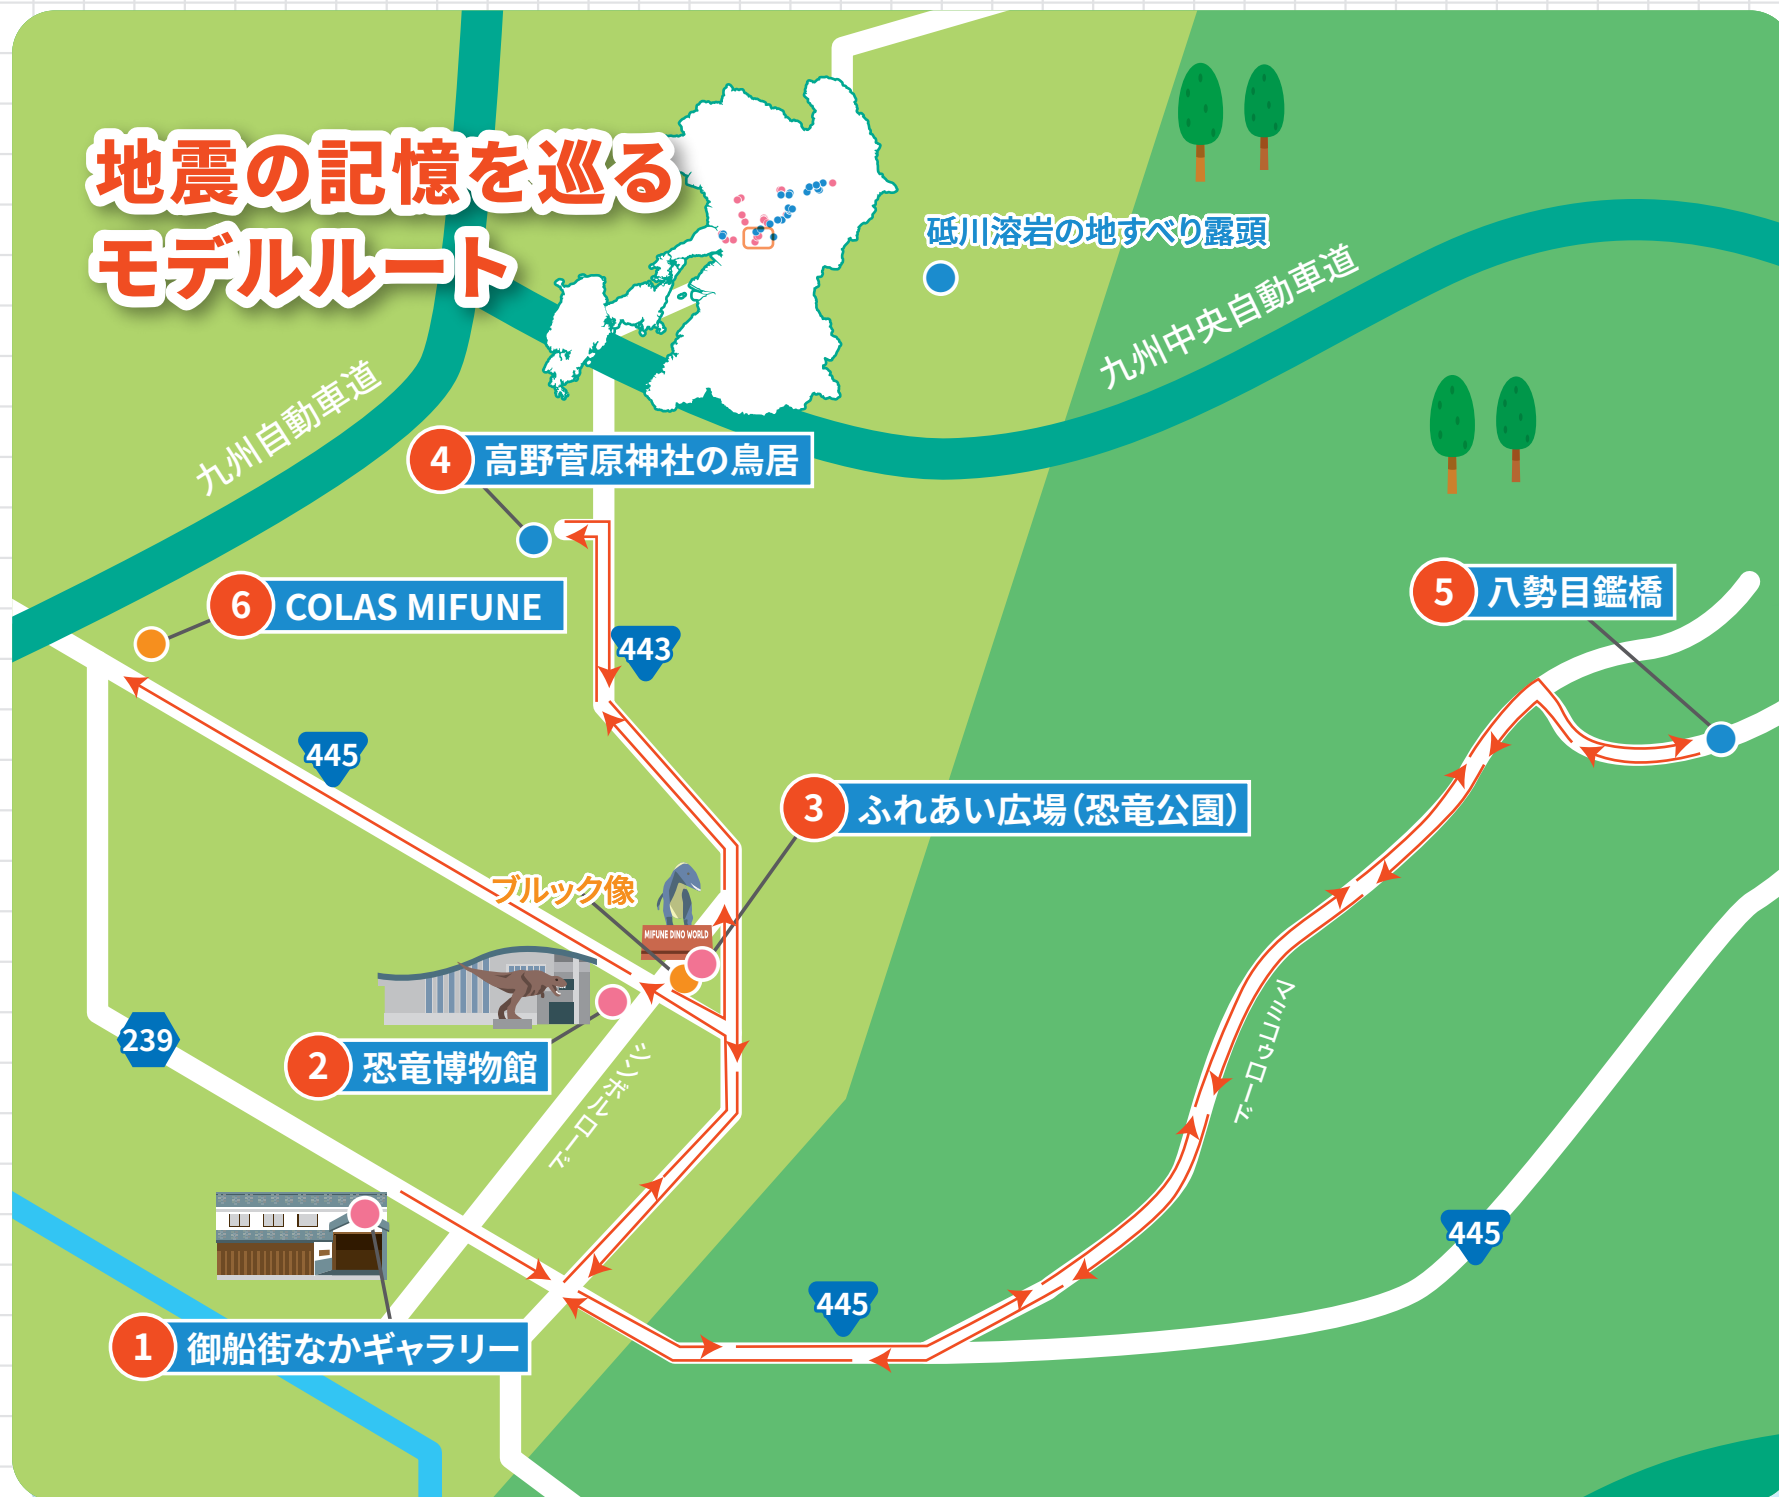 地震の記憶を巡る
モデルルート
砥川溶岩の地すべり露頭
九州中央自動車道
九州自動車道
4 高野菅原神社の鳥居
5 八勢目鑑橋
6 COLAS MIFUNE
443
445
3 ふれあい広場(恐竜公園)
ブルック像
MIFUNE DINO WORLD
239
2 恐竜博物館
シンボルロード
マミコゥロード
445
445
1 御船街なかギャラリー